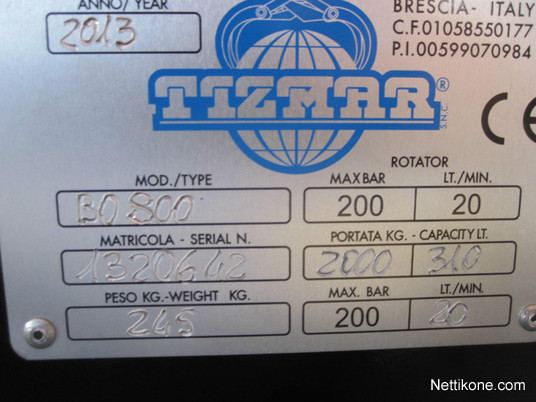 ANNO/ YEAR
2013
BRESCIA- ITALY
C.F.01058550177
P.I.00599070984
TIZMAR®
S.N.C.
CE
ROTATOR
MOD./TYPE MAX BAR LT./MIN.
BO 800 200 20
MATRICOLA - SERIAL N. PORTATA KG. - CAPACITY LT.
1320642 2000 310
PESO KG.-WEIGHT KG. MAX. BAR LT./MIN.
245 200 20
Nettikone.com